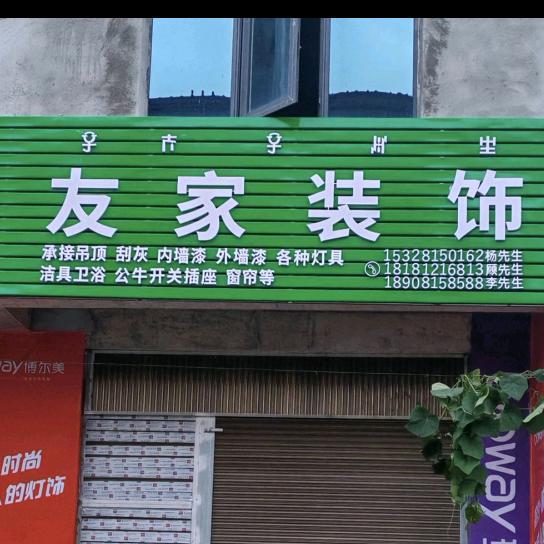 友家装饰
承接吊顶 刮灰 内墙漆 外墙漆 各种灯具
洁具卫浴 公牛开关插座 窗帘等
15328150162杨先生
18181216813顾先生
18908158588李先生
way博尔美
时尚
的灯饰
oway